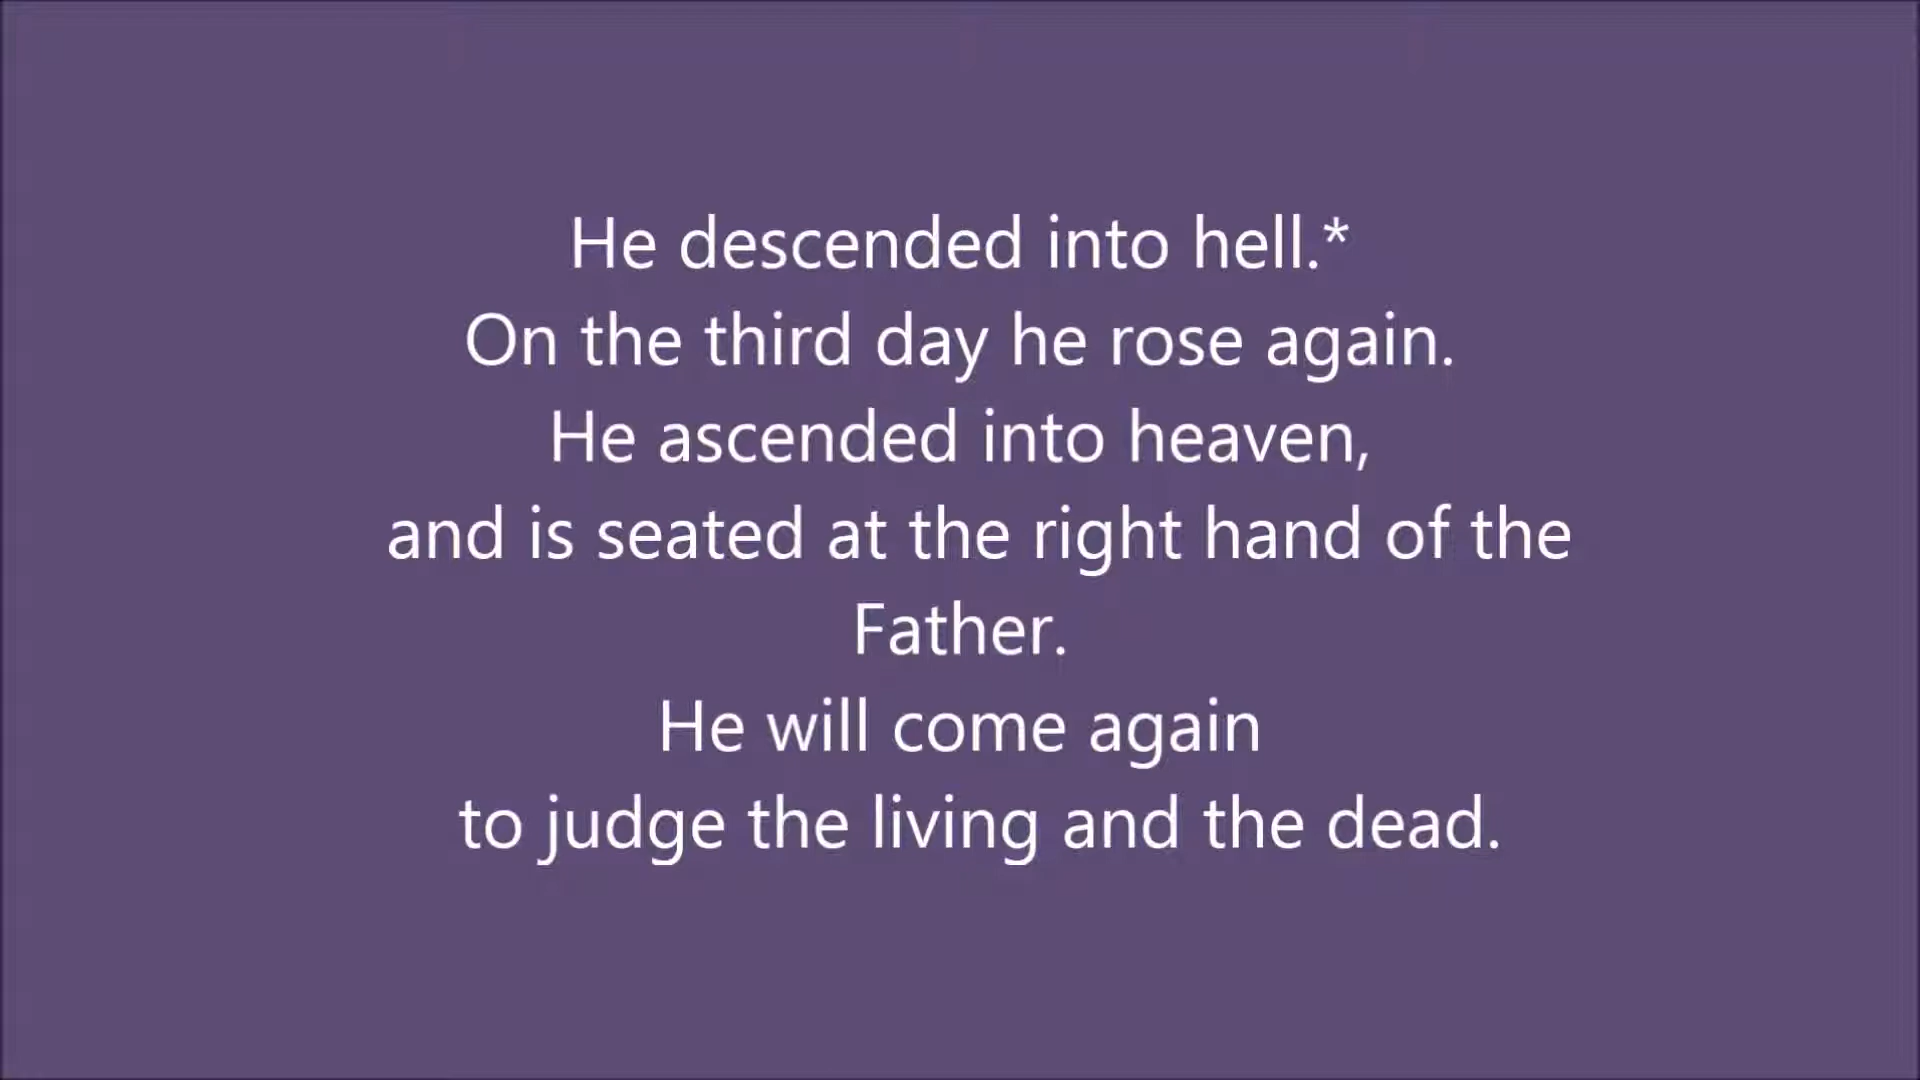 He descended into hell.*
On the third day he rose again.
He ascended into heaven,
and is seated at the right hand of the
Father.
He will come again
to judge the living and the dead.